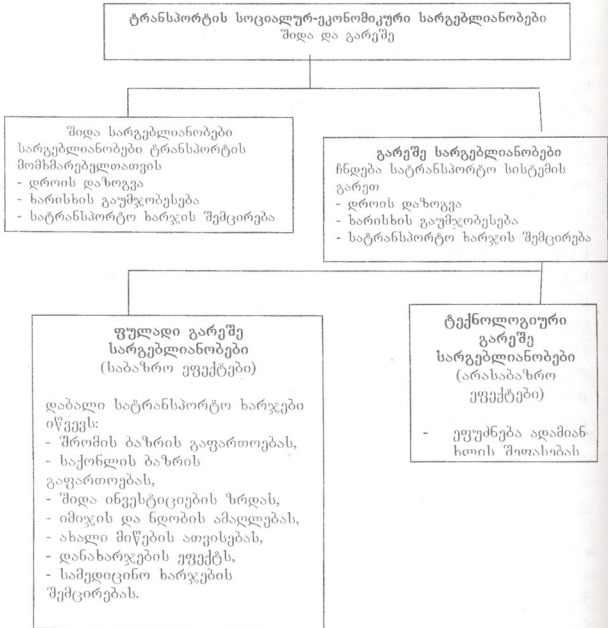 ტრანსპორტის სოციალურ-ეკონომიკური სარგებლიანობები
შიდა და გარეშე
შიდა სარგებლიანობები
სარგებლიანობები ტრანსპორტის
მომხმარებელთათვის
- დროის დაზოგვა
- ხარისხის გაუმჯობესება
- სატრანსპორტო ხარჯის შემცირება
გარეშე სარგებლიანობები
ჩნდება სატრანსპორტო სისტემის
გარეთ
- დროის დაზოგვა
- ხარისხის გაუმჯობესება
- სატრანსპორტო ხარჯის შემცირება
ფულადი გარეშე
სარგებლიანობები
(საბაზრო ეფექტები)
დაბალი სატრანსპორტო ხარჯები
იწვევს:
- შრომის ბაზრის გაფართოებას,
- საქონლის ბაზრის
გაფართოებას,
- შიდა ინვესტიციების ზრდას,
- იმიჯის და ნდობის ამაღლებას,
- ახალი მიწების ათვისებას,
- დანახარჯების ეფექტს,
- სამედიცინო ხარჯების
შემცირებას.
ტექნოლოგიური
გარეშე
სარგებლიანობები
(არასაბაზრო
ეფექტები)
- ეფუძნება ადამიან
ხლის შეფასებას